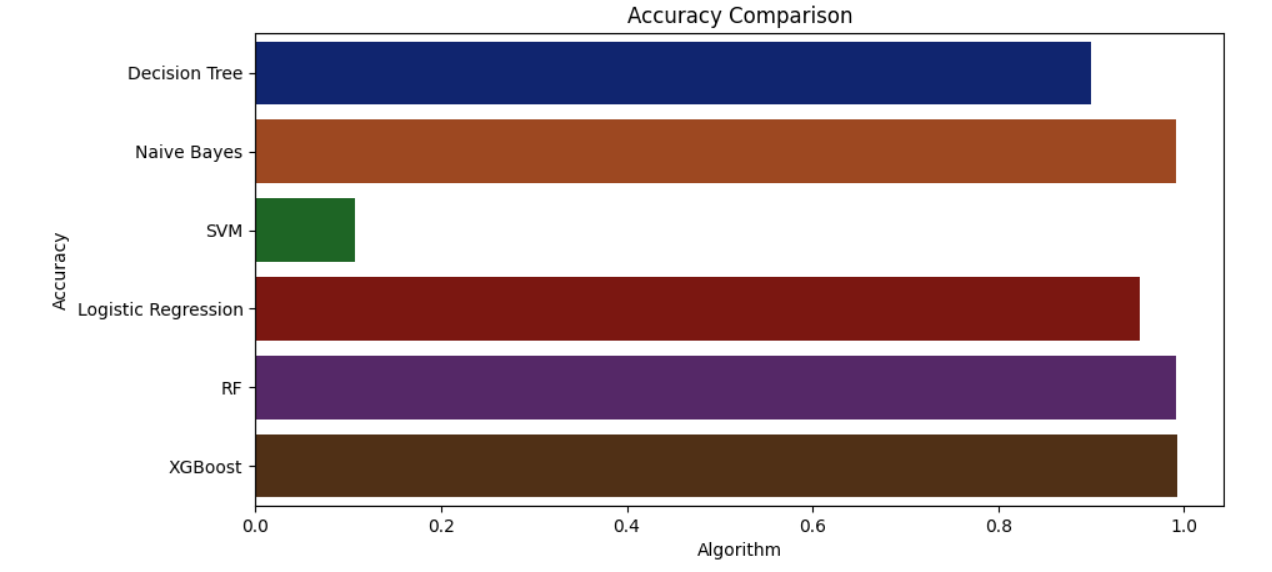 Accuracy Comparison
Decision Tree
Naive Bayes
SVM
Accuracy
Logistic Regression
RF
XGBoost
0.0 0.2 0.4 0.6 0.8 1.0
Algorithm